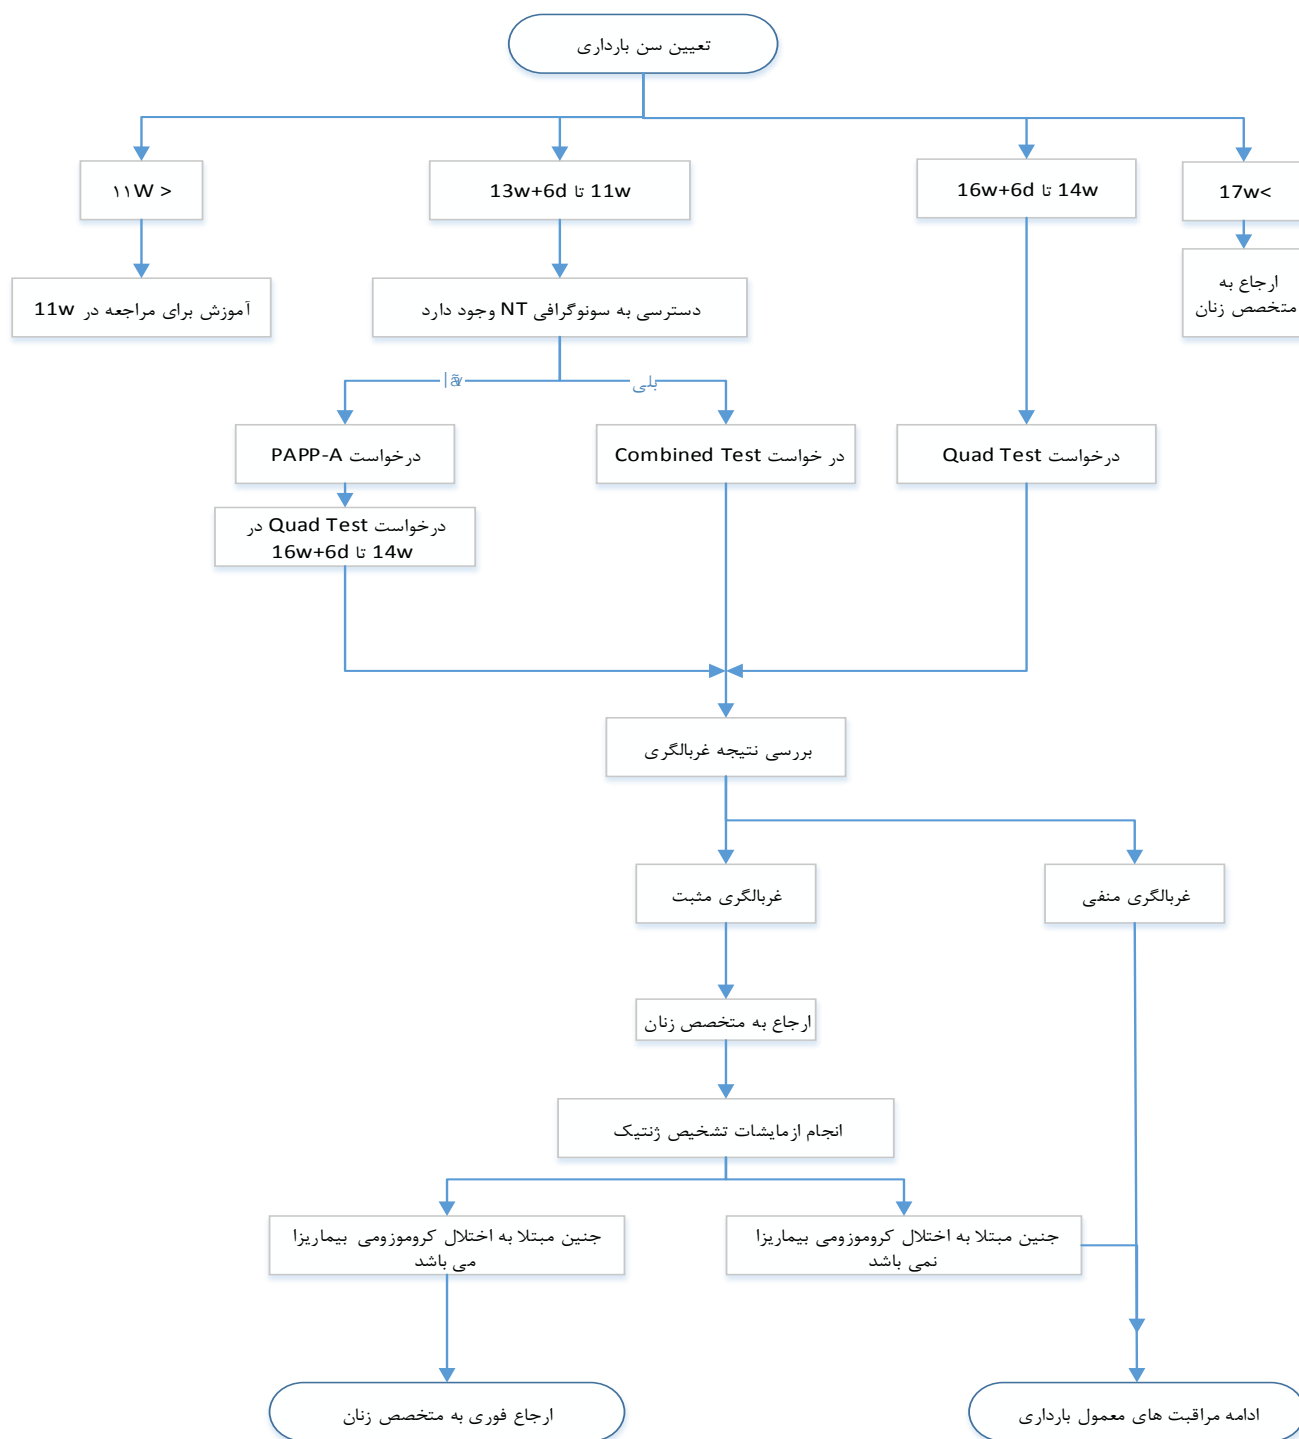 تعیین سن بارداری
۱۱W >
11w تا 13w+6d
14w تا 16w+6d
17w<
آموزش برای مراجعه در 11w
دسترسی به سونوگرافی NT وجود دارد
ارجاع به
متخصص زنان
بلی
درخواست PAPP-A
در خواست Combined Test
درخواست Quad Test
درخواست Quad Test در
14w تا 16w+6d
بررسی نتیجه غربالگری
غربالگری مثبت
غربالگری منفی
ارجاع به متخصص زنان
انجام ازمایشات تشخیص ژنتیک
جنین مبتلا به اختلال کروموزومی بیماریزا
می باشد
جنین مبتلا به اختلال کروموزومی بیماریزا
نمی باشد
ارجاع فوری به متخصص زنان
ادامه مراقبت های معمول بارداری